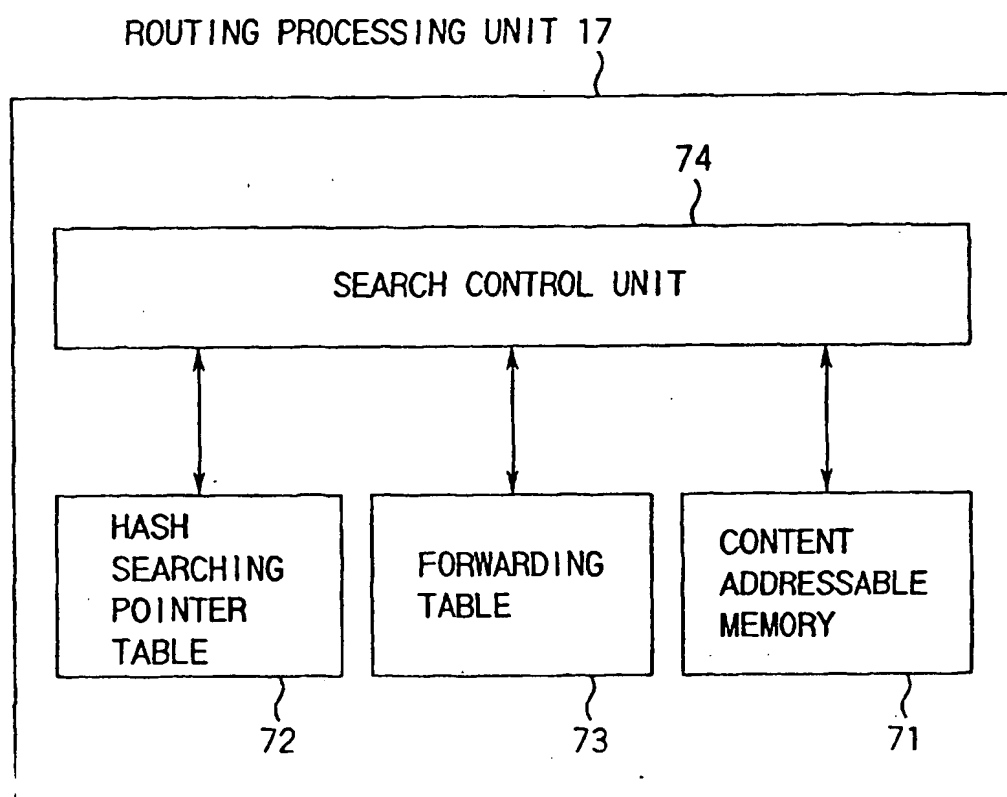 ROUTING PROCESSING UNIT 17
74
SEARCH CONTROL UNIT
HASH
SEARCHING
POINTER
TABLE
FORWARDING
TABLE
CONTENT
ADDRESSABLE
MEMORY
72
73
71